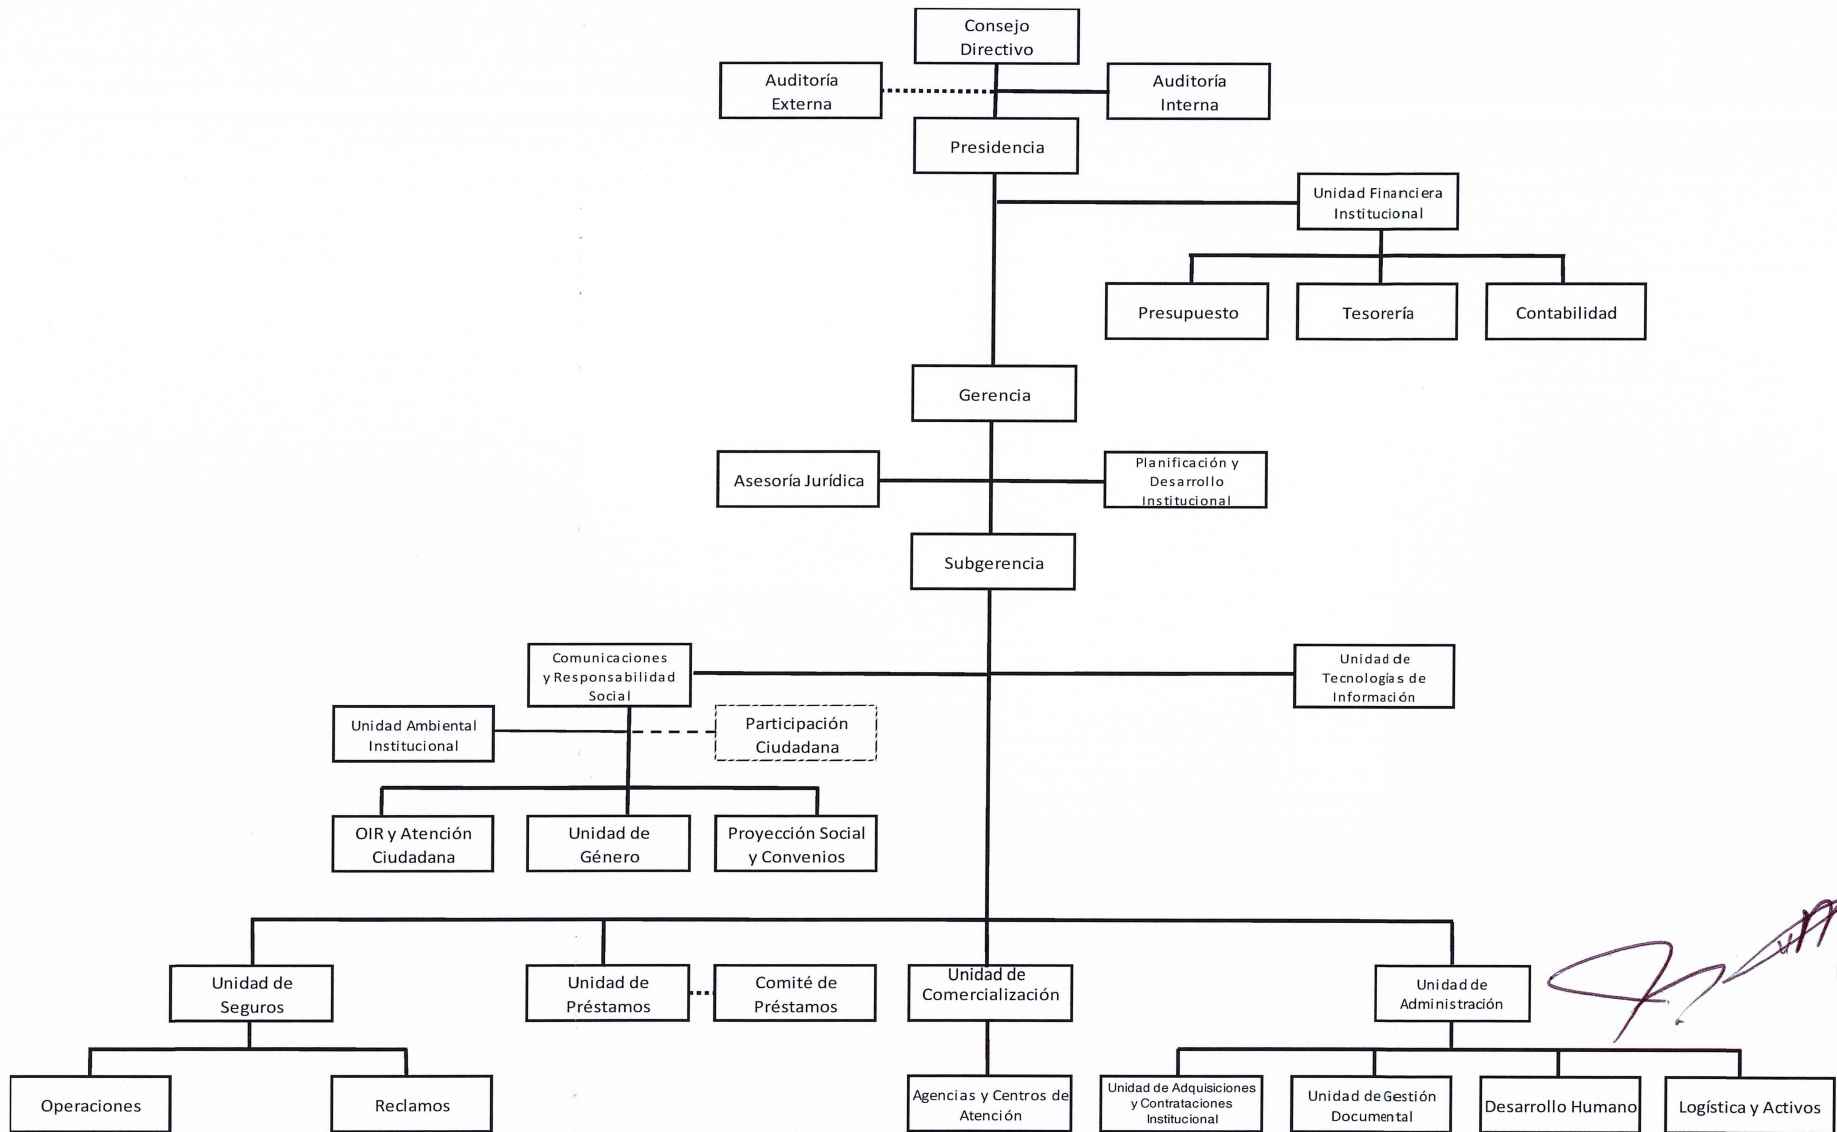 Consejo
Directivo
Auditoría
Externa
Auditoría
Interna
Presidencia
Unidad Financiera
Institucional
Presupuesto
Tesorería
Contabilidad
Gerencia
Asesoría Jurídica
Planificación y
Desarrollo
Institucional
Subgerencia
Comunicaciones
y Responsabilidad
Social
Unidad de
Tecnologías de
Información
Unidad Ambiental
Institucional
Participación
Ciudadana
OIR y Atención
Ciudadana
Unidad de
Género
Proyección Social
y Convenios
Unidad de
Seguros
Unidad de
Préstamos
Comité de
Préstamos
Unidad de
Comercialización
Unidad de
Administración
Operaciones
Reclamos
Agencias y Centros de
Atención
Unidad de Adquisiciones
y Contrataciones
Institucional
Unidad de Gestión
Documental
Desarrollo Humano
Logística y Activos